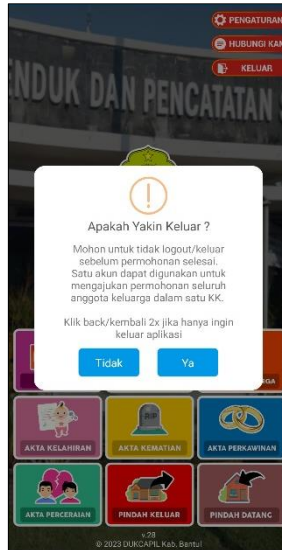 PENGATURAN
HUBUNGI KAM
KELUAR
NDUK DAN PENCATATAN
Apakah Yakin Keluar ?
Mohon untuk tidak logout/keluar
sebelum permohonan selesai.
Satu akun dapat digunakan untuk
mengajukan permohonan seluruh
anggota keluarga dalam satu KK.
Klik back/kembali 2x jika hanya ingin
keluar aplikasi
Tidak
Ya
AKTA KELAHIRAN
AKTA KEMATIAN
AKTA PERKAWINAN
AKTA PERCERAIAN
PINDAH KELUAR
PINDAH DATANG
v.28
© 2023 DUKCAPIL Kab. Bantul